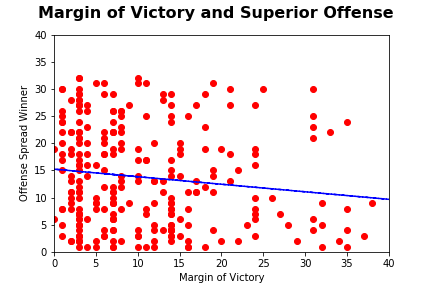 Margin of Victory and Superior Offense
40
35
30
25
20
15
10
5
0
Offense Spread Winner
0 5 10 15 20 25 30 35 40
Margin of Victory